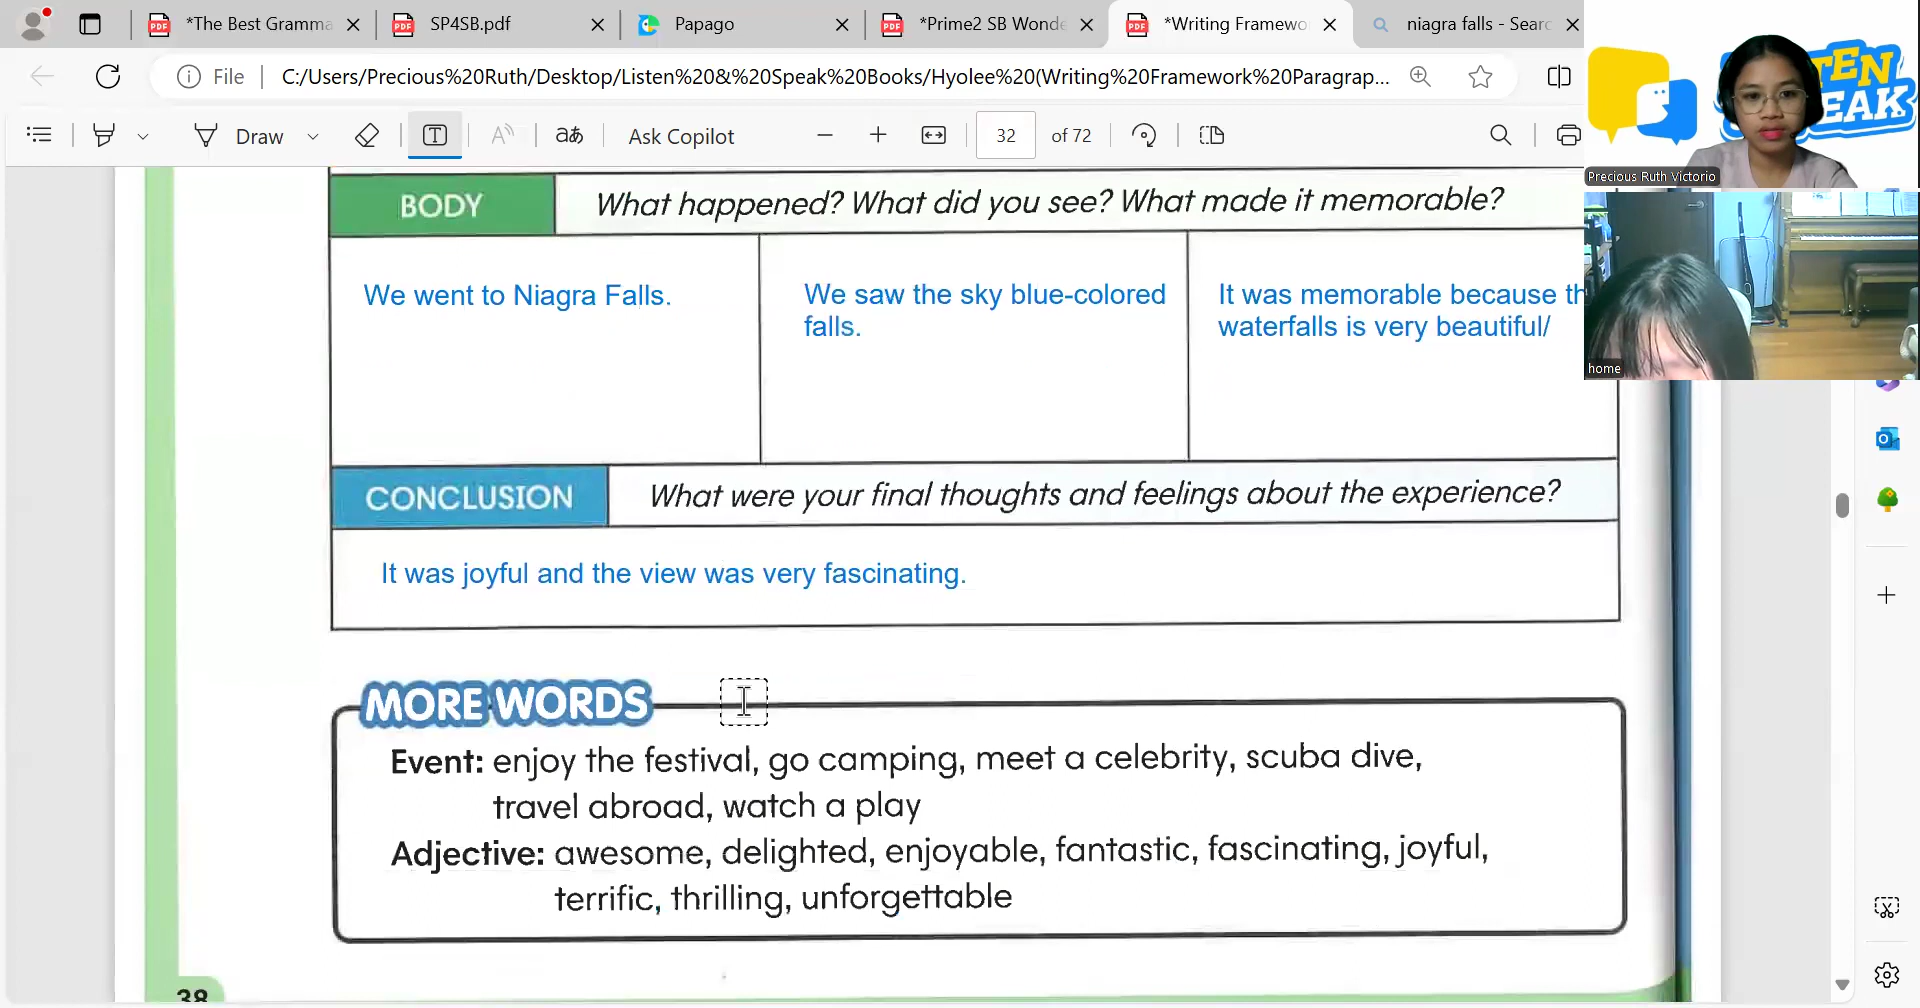 *The Best Gramma
SP4SB.pdf
Papago
*Prime2 SB Wonde
*Writing Framewo
niagra falls - Searc
File
C:/Users/Precious%20Ruth/Desktop/Listen%20&%20Speak%20Books/Hyolee%20(Writing%20Framework%20Paragrap...
Draw
aあ
Ask Copilot
32 of 72
TEN
EAK
Precious Ruth Victorio
home
BODY
What happened? What did you see? What made it memorable?
We went to Niagra Falls.
We saw the sky blue-colored
falls.
It was memorable because th
waterfalls is very beautiful/
CONCLUSION
What were your final thoughts and feelings about the experience?
It was joyful and the view was very fascinating.
MORE WORDS
Event: enjoy the festival, go camping, meet a celebrity, scuba dive,
travel abroad, watch a play
Adjective: awesome, delighted, enjoyable, fantastic, fascinating, joyful,
terrific, thrilling, unforgettable
38